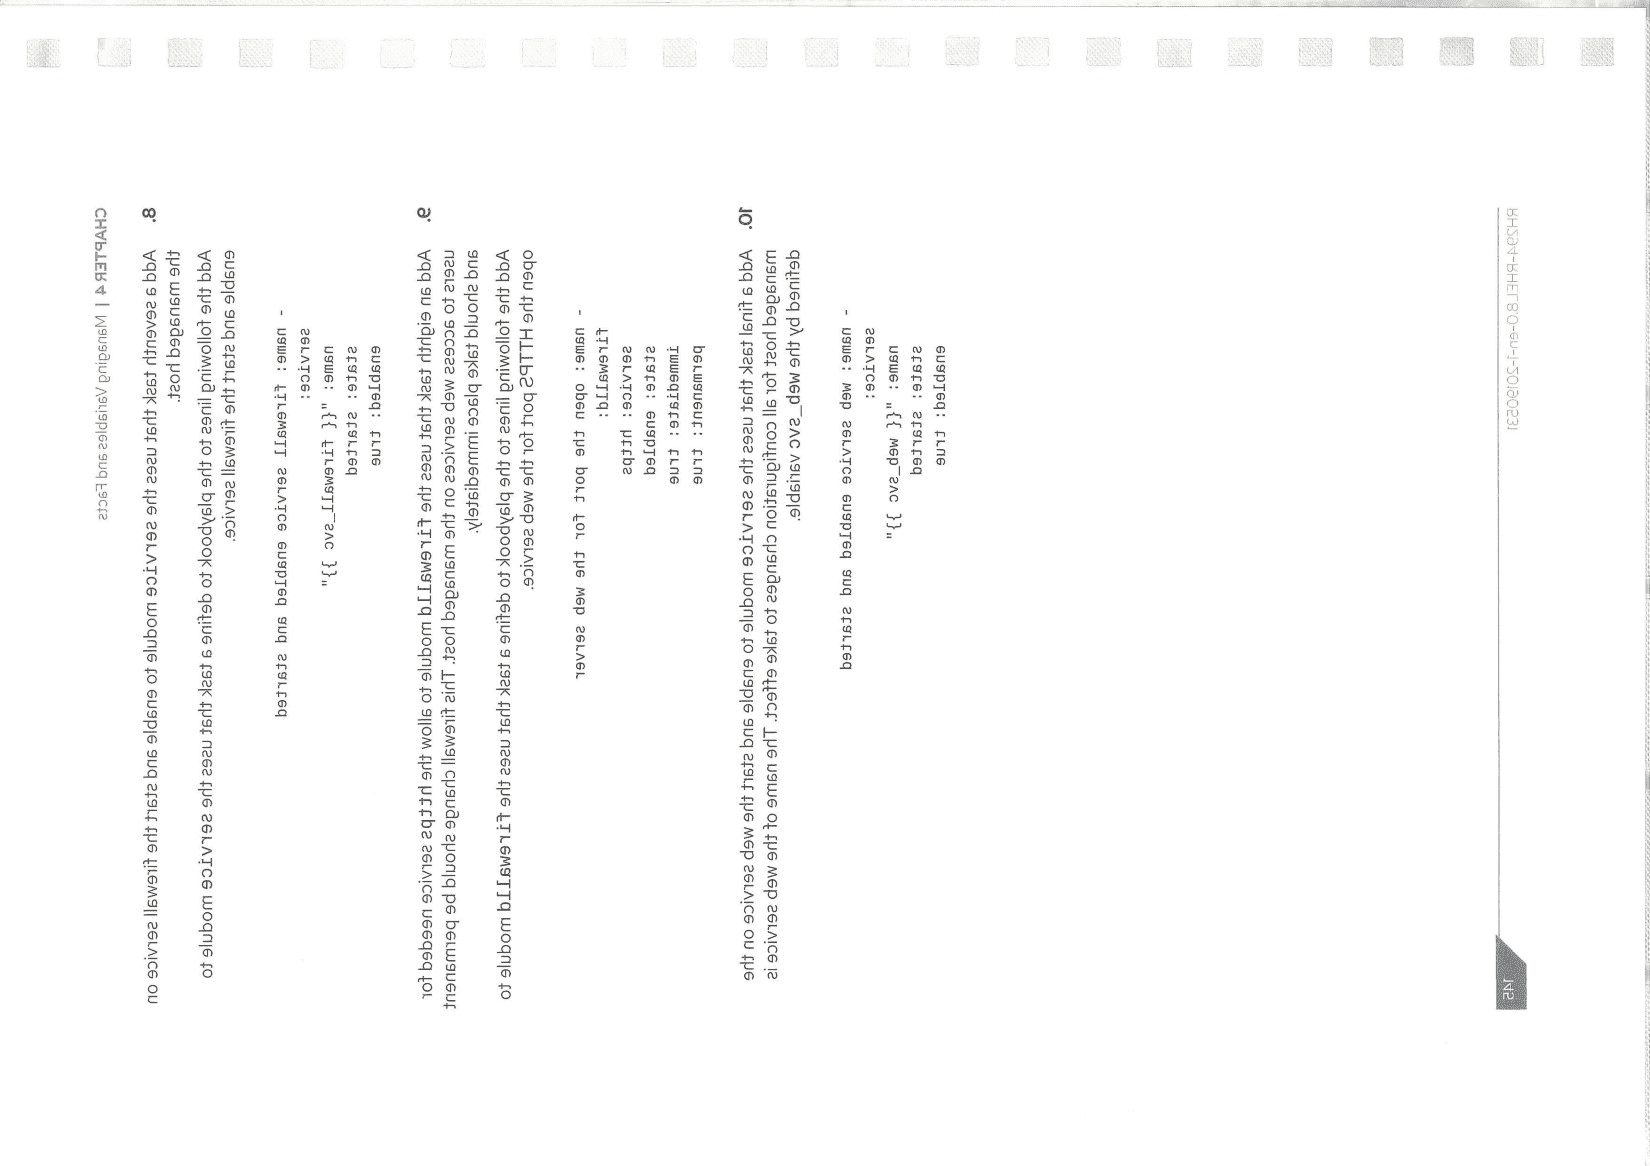 CHAPTER 4 | Managing Variables and Facts
8. Add a seventh task that uses the service module to enable and start the firewall service on
the managed host.
Add the following lines to the playbook to define a task that uses the service module to
enable and start the firewall service.
- name: firewall service enabled and started
service:
name: "{{ firewall_svc }}"
state: started
enabled: true
9. Add an eighth task that uses the firewalld module to allow the https service needed for
users to access web services on the managed host. This firewall change should be permanent
and should take place immediately.
Add the following lines to the playbook to define a task that uses the firewalld module to
open the HTTPS port for the web service.
- name: open the port for the web server
firewalld:
service: https
state: enabled
immediate: true
permanent: true
10. Add a final task that uses the service module to enable and start the web service on the
managed host for all configuration changes to take effect. The name of the web service is
defined by the web_svc variable.
- name: web service enabled and started
service:
name: "{{ web_svc }}"
state: started
enabled: true
RH294-RHEL8.0-en-1-20190531
145